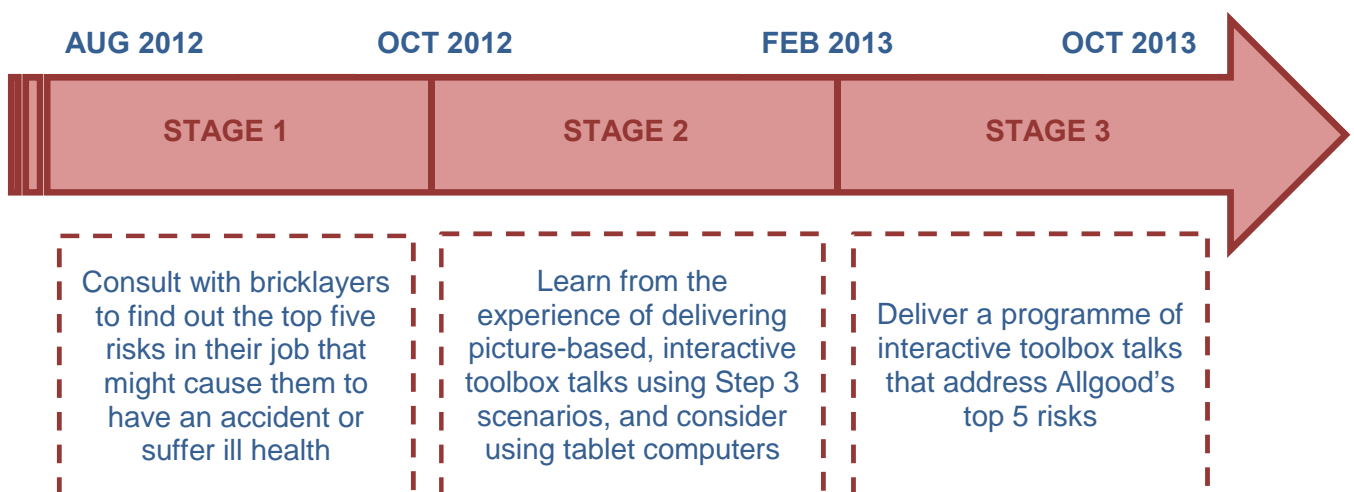 AUG 2012
OCT 2012
FEB 2013
OCT 2013
STAGE 1
STAGE 2
STAGE 3
Consult with bricklayers
to find out the top five
risks in their job that
might cause them to
have an accident or
suffer ill health
Learn from the
experience of delivering
picture-based, interactive
toolbox talks using Step 3
scenarios, and consider
using tablet computers
Deliver a programme of
interactive toolbox talks
that address Allgood's
top 5 risks